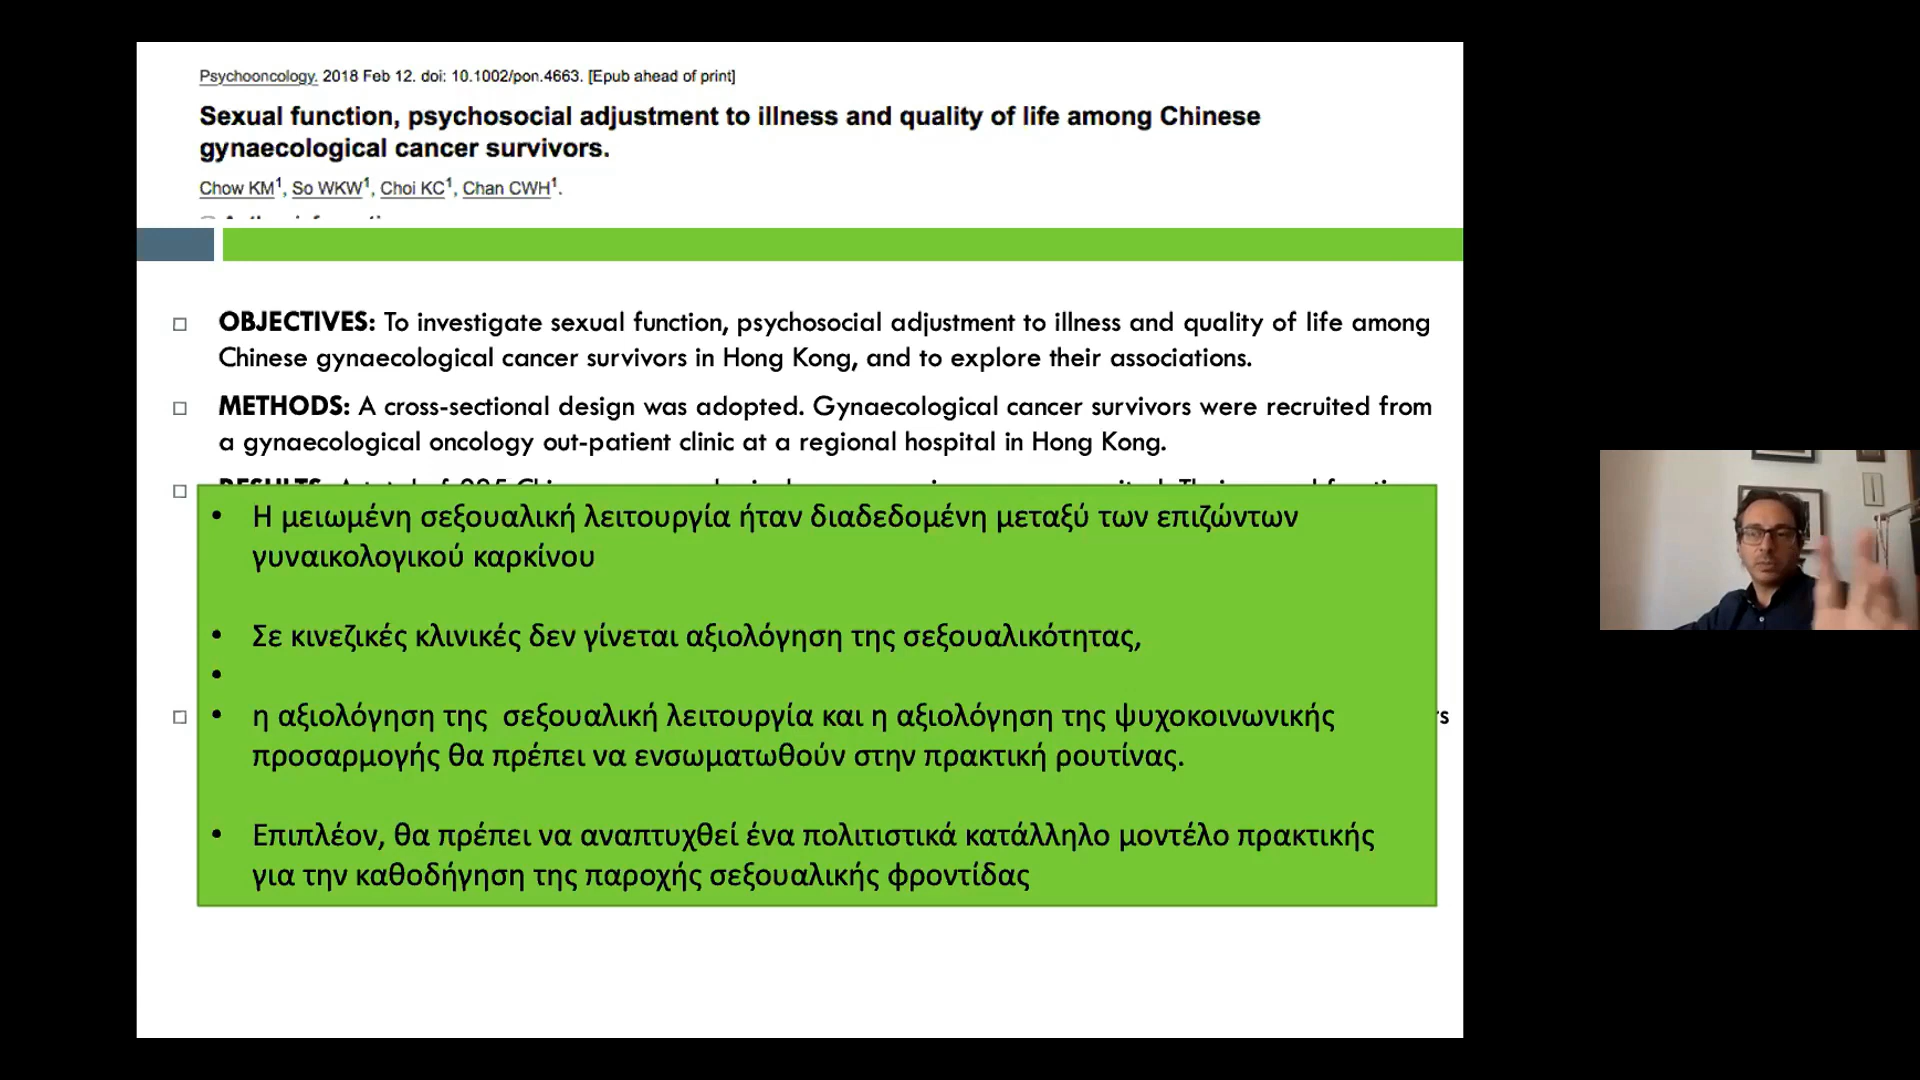 Psychooncology. 2018 Feb 12. doi: 10.1002/pon.4663. [Epub ahead of print]
Sexual function, psychosocial adjustment to illness and quality of life among Chinese
gynaecological cancer survivors.
Chow KM1, So WKW1, Choi KC1, Chan CWH1.
□ OBJECTIVES: To investigate sexual function, psychosocial adjustment to illness and quality of life among
Chinese gynaecological cancer survivors in Hong Kong, and to explore their associations.
□ METHODS: A cross-sectional design was adopted. Gynaecological cancer survivors were recruited from
a gynaecological oncology out-patient clinic at a regional hospital in Hong Kong.
• Η μειωμένη σεξουαλική λειτουργία ήταν διαδεδομένη μεταξύ των επιζώντων
γυναικολογικού καρκίνου
• Σε κινεζικές κλινικές δεν γίνεται αξιολόγηση της σεξουαλικότητας,
•
• η αξιολόγηση της σεξουαλική λειτουργία και η αξιολόγηση της ψυχοκοινωνικής
προσαρμογής θα πρέπει να ενσωματωθούν στην πρακτική ρουτίνας.
• Επιπλέον, θα πρέπει να αναπτυχθεί ένα πολιτιστικά κατάλληλο μοντέλο πρακτικής
για την καθοδήγηση της παροχής σεξουαλικής φροντίδας